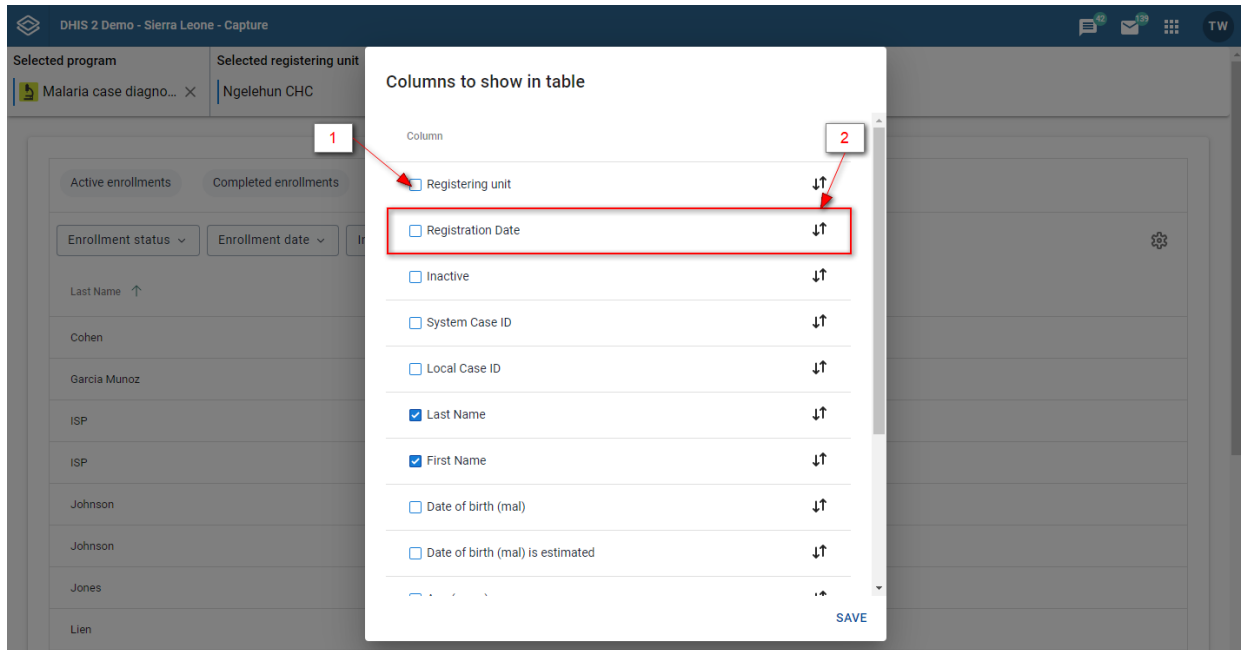 DHIS 2 Demo - Sierra Leone - Capture
42
139
TW
Selected program
Selected registering unit
Malaria case diagno...
Ngelehun CHC
Columns to show in table
1
Column
2
Active enrollments
Completed enrollments
Registering unit
Enrollment status
Enrollment date
Registration Date
Inactive
Last Name
System Case ID
Cohen
Local Case ID
Garcia Munoz
Last Name
ISP
First Name
ISP
Date of birth (mal)
Johnson
Date of birth (mal) is estimated
Johnson
Jones
SAVE
Lien